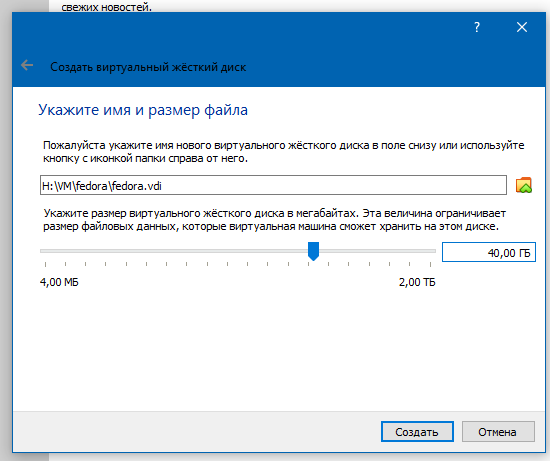 свежих новостей.
?
Создать виртуальный жёсткий диск
Укажите имя и размер файла
Пожалуйста укажите имя нового виртуального жёсткого диска в поле снизу или используйте
кнопку с иконкой папки справа от него.
H:\VM\fedora\fedora.vdi
Укажите размер виртуального жёсткого диска в мегабайтах. Эта величина ограничивает
размер файловых данных, которые виртуальная машина сможет хранить на этом диске.
40,00 ГБ
4,00 МБ 2,00 ТБ
Создать Отмена